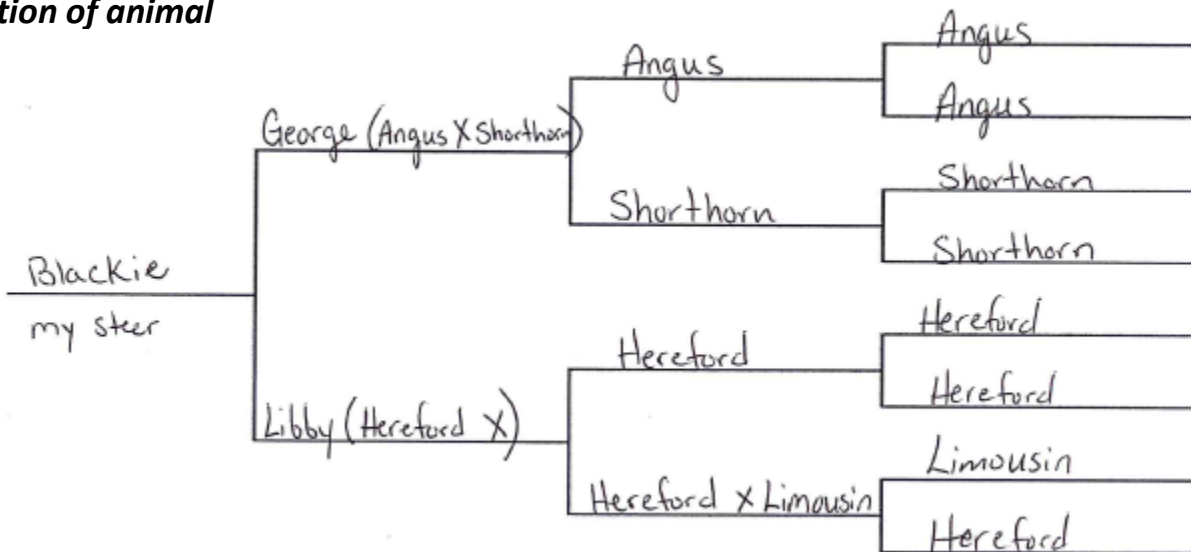 tion of animal
Angus
Angus
Angus
George (Angus X Shorthorn)
Angus
Shorthorn
Shorthorn
Shorthorn
Blackie
my steer
Hereford
Hereford
Hereford
Libby (Hereford X)
Limousin
Hereford x Limousin
Hereford